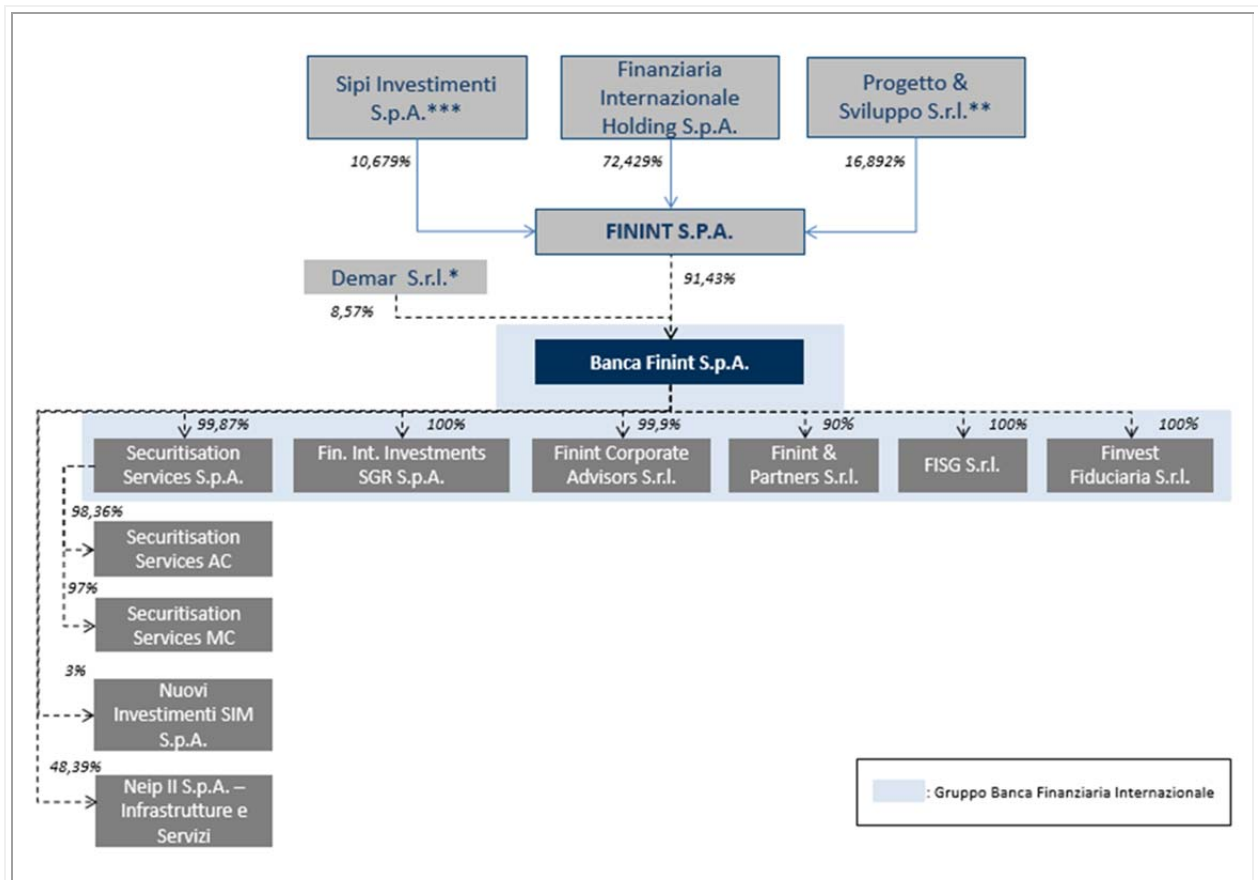 Sipi Investimenti
S.p.A.***
Finanziaria
Internazionale
Holding S.p.A.
Progetto &
Sviluppo S.r.l.**
10,679%
72,429%
16,892%
FININT S.P.A.
Demar S.r.l.*
91,43%
8,57%
Banca Finint S.p.A.
99,87%
100%
99,9%
90%
100%
100%
Securitisation
Services S.p.A.
Fin. Int. Investments
SGR S.p.A.
Finint Corporate
Advisors S.r.l.
Finint &
Partners S.r.l.
FISG S.r.l.
Finvest
Fiduciaria S.r.l.
98,36%
Securitisation
Services AC
97%
Securitisation
Services MC
3%
Nuovi
Investimenti SIM
S.p.A.
48,39%
Neip II S.p.A. –
Infrastrutture e
Servizi
: Gruppo Banca Finanziaria Internazionale